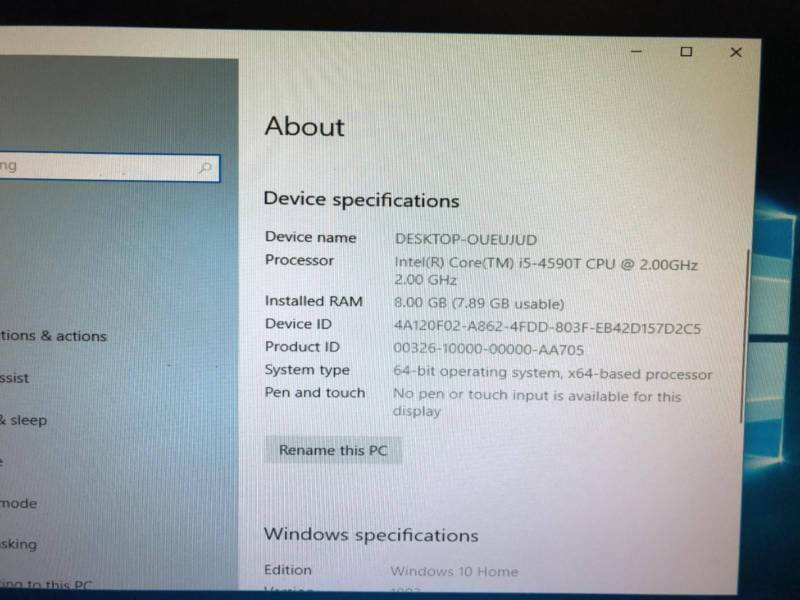 About
ng
Device specifications
Device name DESKTOP-OUEUJUD
Processor Intel(R) Core(TM) i5-4590T CPU @ 2.00GHz
2.00 GHz
Installed RAM 8.00 GB (7.89 GB usable)
Device ID 4A120F02-A862-4FDD-803F-EB42D157D2C5
tions & actions
Product ID 00326-10000-00000-AA705
System type 64-bit operating system, x64-based processor
ssist
Pen and touch No pen or touch input is available for this
display
& sleep
e
Rename this PC
mode
Windows specifications
sking
Edition Windows 10 Home
ing to this PC
Version